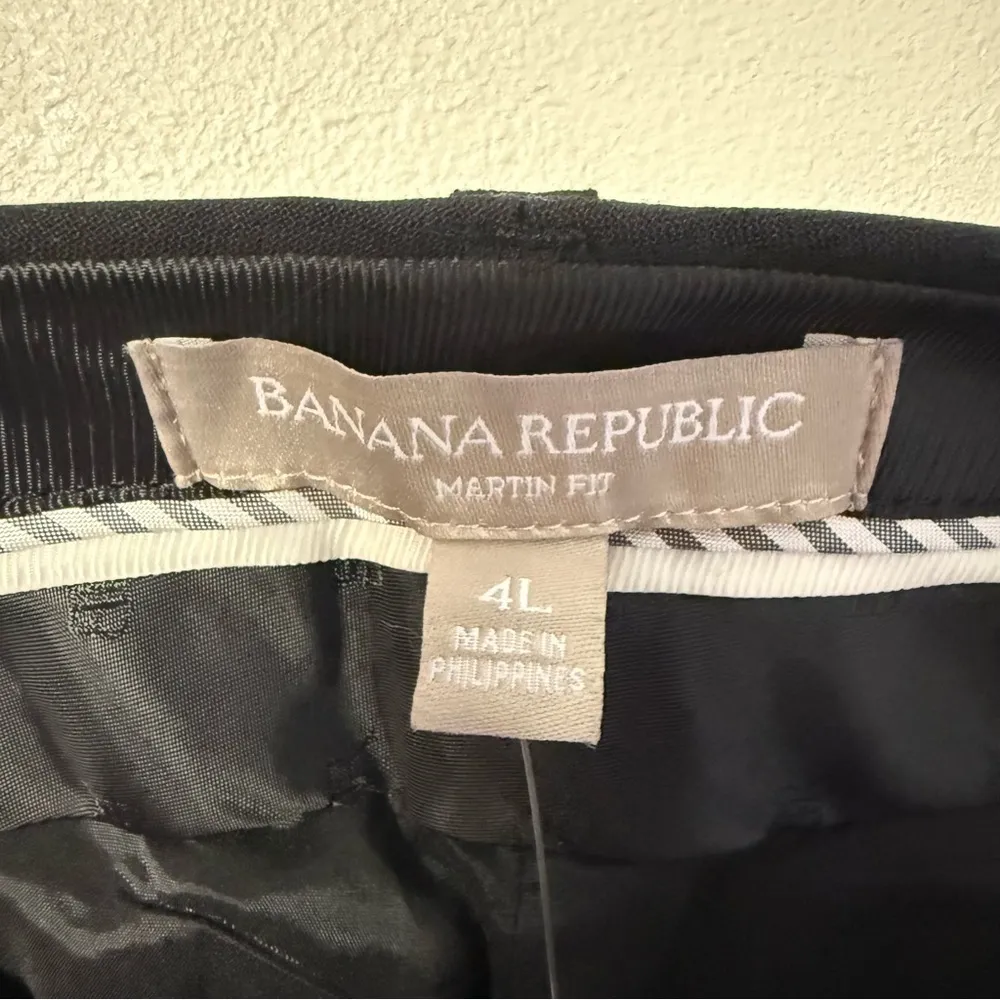 BANANA REPUBLIC
MARTIN FIT
4L
MADE IN
PHILIPPINES